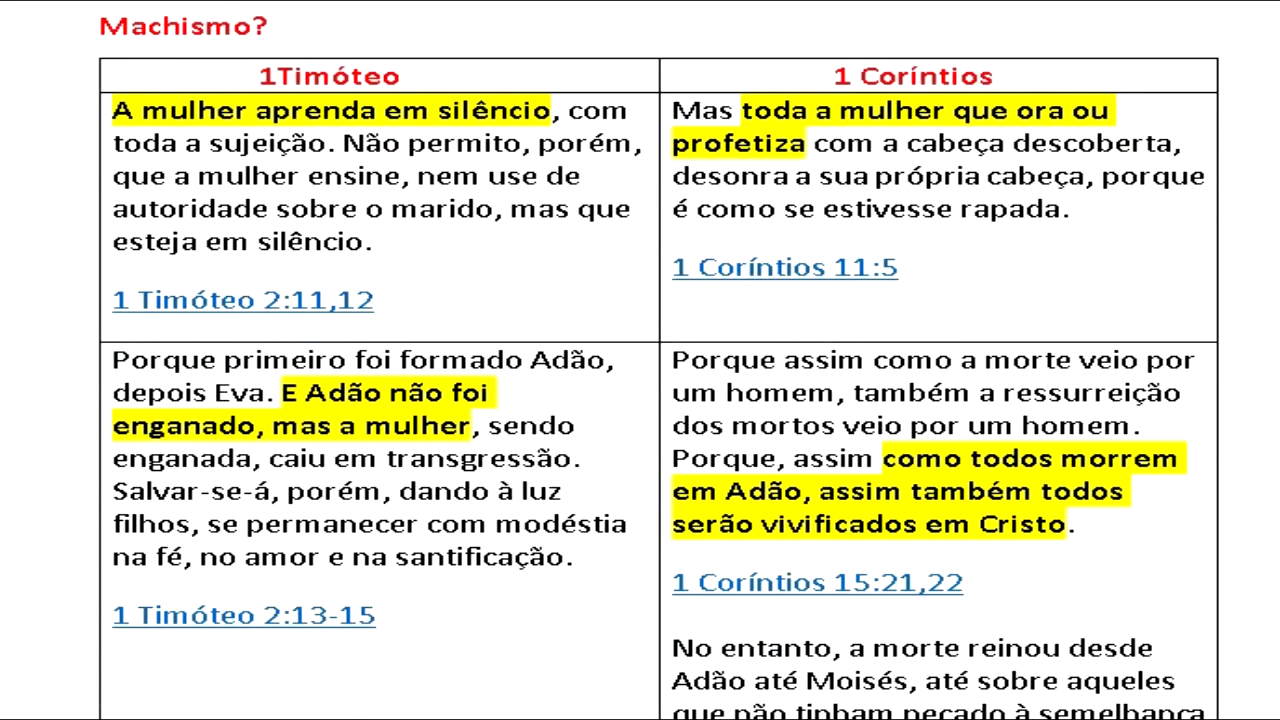 Machismo?
1Timóteo
1 Coríntios
A mulher aprenda em silêncio, com
toda a sujeição. Não permito, porém,
que a mulher ensine, nem use de
autoridade sobre o marido, mas que
esteja em silêncio.
1 Timóteo 2:11,12
Mas toda a mulher que ora ou
profetiza com a cabeça descoberta,
desonra a sua própria cabeça, porque
é como se estivesse rapada.
1 Coríntios 11:5
Porque primeiro foi formado Adão,
depois Eva. E Adão não foi
enganado, mas a mulher, sendo
enganada, caiu em transgressão.
Salvar-se-á, porém, dando à luz
filhos, se permanecer com modéstia
na fé, no amor e na santificação.
1 Timóteo 2:13-15
Porque assim como a morte veio por
um homem, também a ressurreição
dos mortos veio por um homem.
Porque, assim como todos morrem
em Adão, assim também todos
serão vivificados em Cristo.
1 Coríntios 15:21,22
No entanto, a morte reinou desde
Adão até Moisés, até sobre aqueles
que não tinham pecado à semelhança